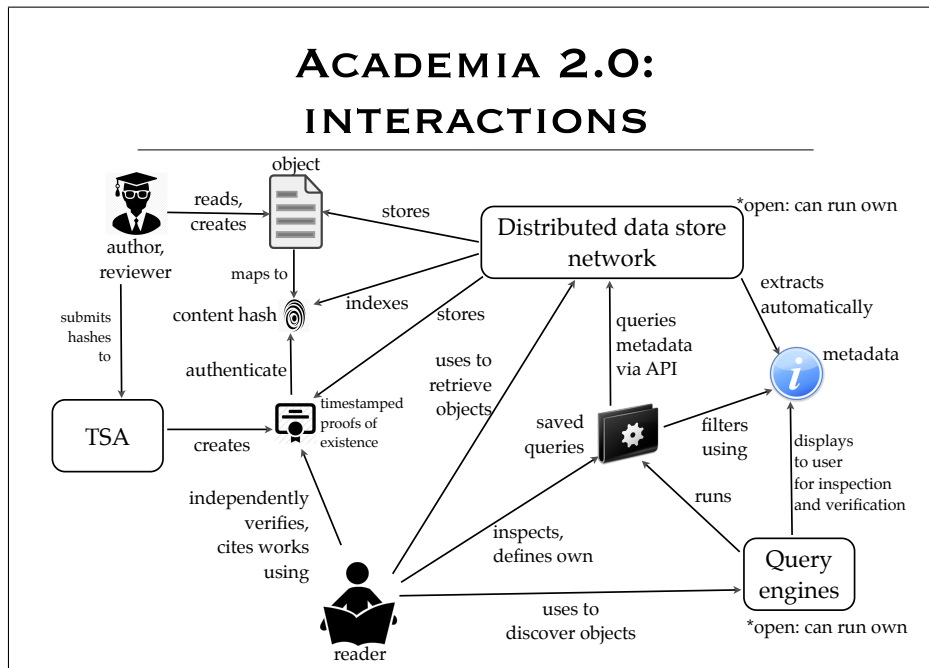 ACADEMIA 2.0:
INTERACTIONS
object
reads,
creates
stores
*open: can run own
Distributed data store
network
author,
reviewer
maps to
extracts
automatically
submits
hashes
to
content hash
indexes
stores
queries
metadata
via API
metadata
authenticate
uses to
retrieve
objects
TSA
creates
timestamped
proofs of
existence
saved
queries
filters
using
displays
to user
for inspection
and verification
independently
verifies,
cites works
using
runs
inspects,
defines own
Query
engines
uses to
discover objects
*open: can run own
reader